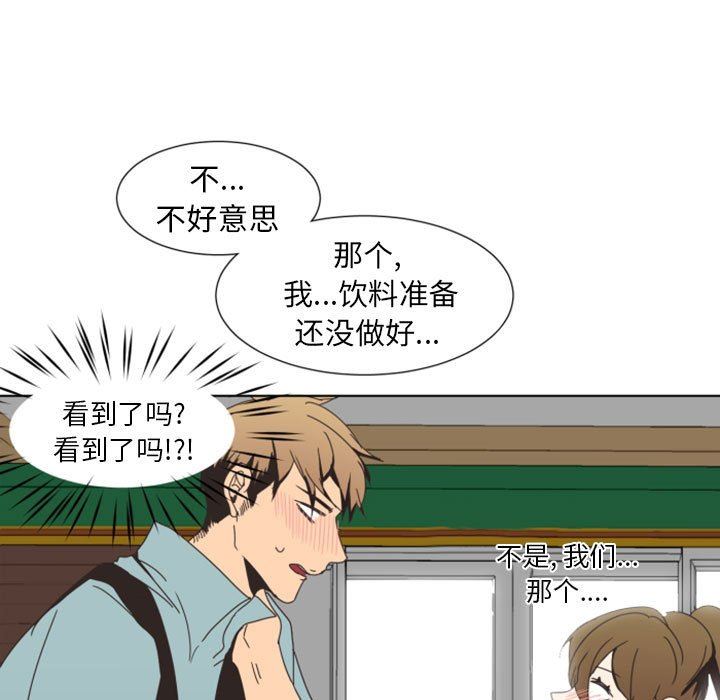 不...
不好意思
那个,
我...饮料准备
还没做好...
看到了吗?
看到了吗!?!
不是, 我们...
那个....